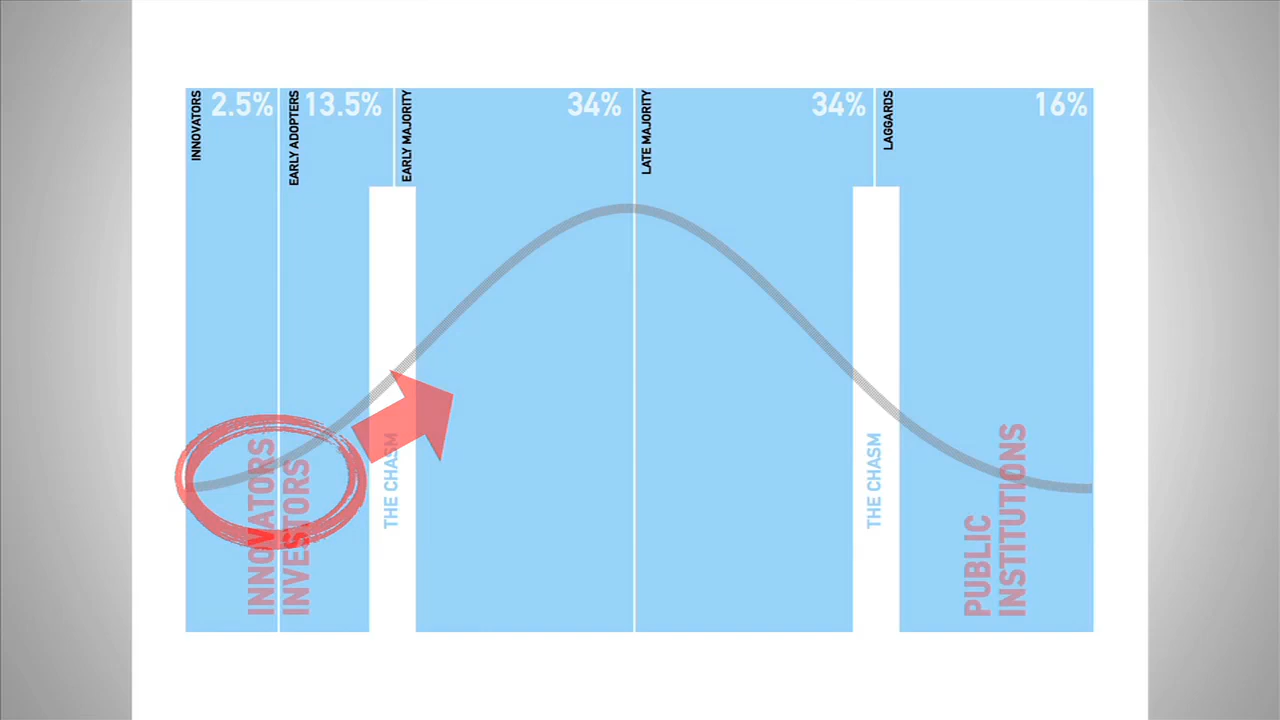 INNOVATORS
2.5%
EARLY ADOPTERS
13.5%
EARLY MAJORITY
34%
LATE MAJORITY
34%
LAGGARDS
16%
INNOVATORS
INVESTORS
THE CHASM
THE CHASM
PUBLIC
INSTITUTIONS